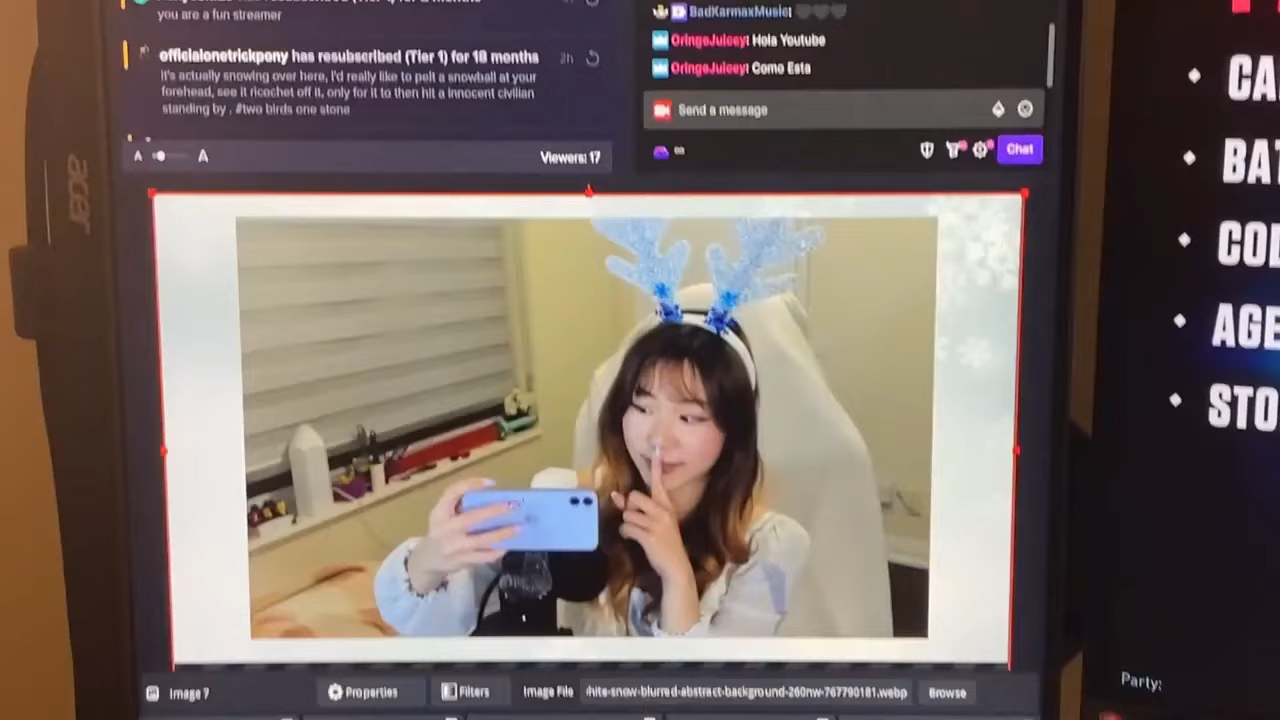 you are a fun streamer
officialonetrickpony has resubscribed (Tier 1) for 18 months
2h
it's actually snowing over here, I'd really like to pelt a snowball at your
forehead, see it ricochet off it, only for it to then hit a innocent civilian
standing by . #two birds one stone
A A
Viewers: 17
BadKarmaxMusic:
OringeJuicey: Hola Youtube
OringeJuicey: Como Esta
Send a message
Chat
acer
CA
BAT
COL
AGE
STO
Party:
Image 7
Properties
Filters
Image File
hite-snow-blurred-abstract-background-260nw-767790181.webp
Browse